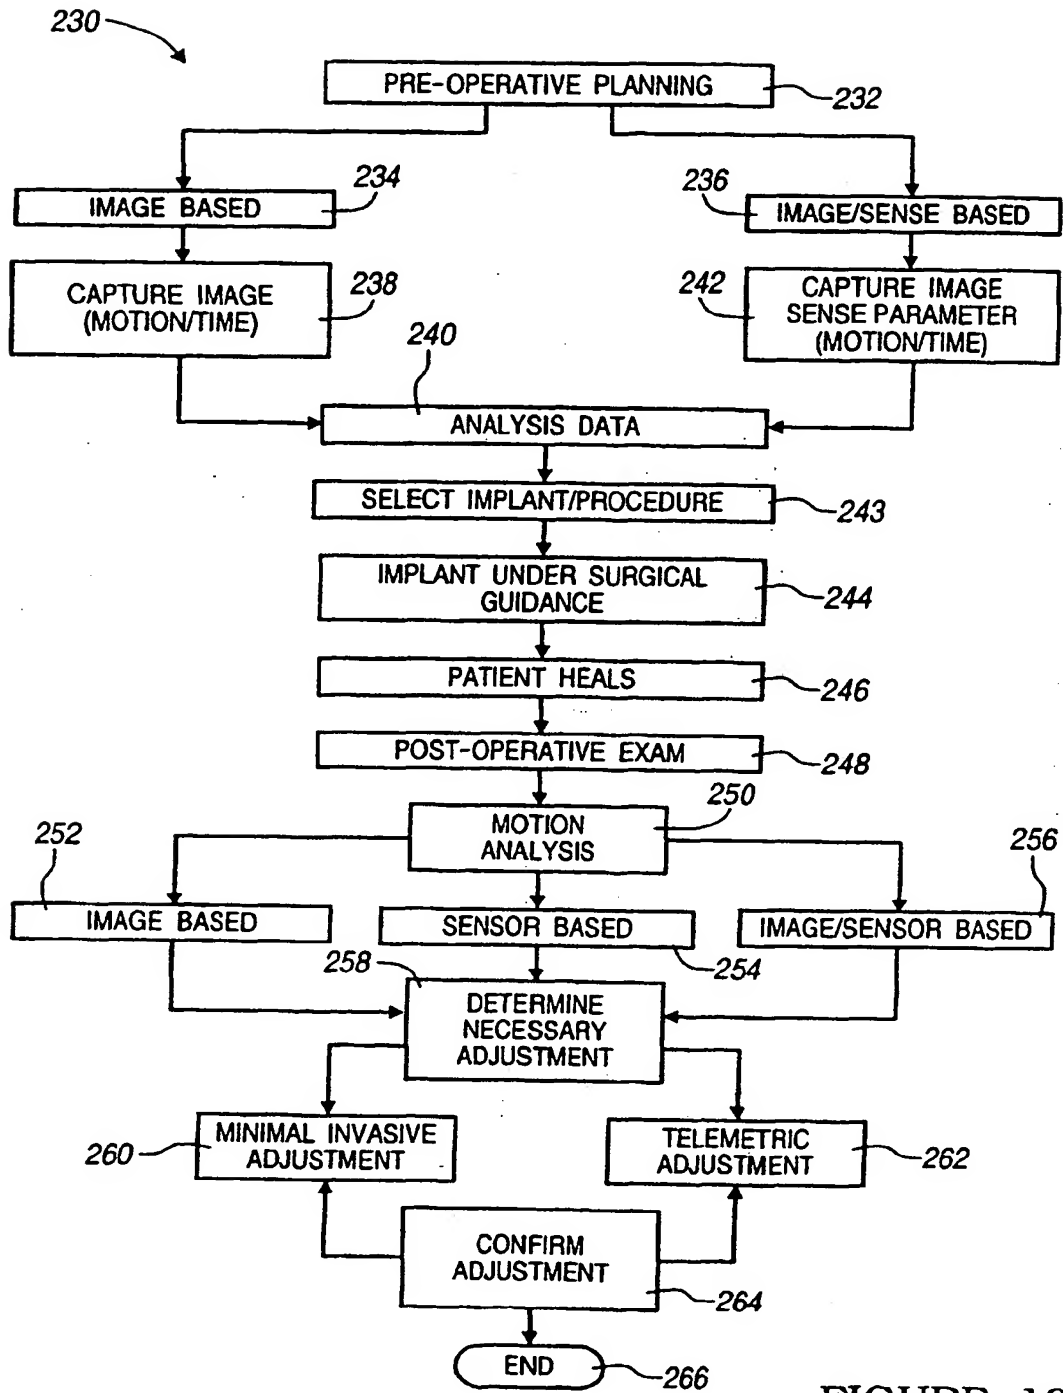 230
PRE-OPERATIVE PLANNING
232
234
236
IMAGE BASED
IMAGE/SENSE BASED
CAPTURE IMAGE
(MOTION/TIME)
238
242
CAPTURE IMAGE
SENSE PARAMETER
(MOTION/TIME)
240
ANALYSIS DATA
SELECT IMPLANT/PROCEDURE
243
IMPLANT UNDER SURGICAL
GUIDANCE
244
PATIENT HEALS
246
POST-OPERATIVE EXAM
248
250
MOTION
ANALYSIS
252
256
IMAGE BASED
SENSOR BASED
IMAGE/SENSOR BASED
254
258
DETERMINE
NECESSARY
ADJUSTMENT
260
MINIMAL INVASIVE
ADJUSTMENT
TELEMETRIC
ADJUSTMENT
262
CONFIRM
ADJUSTMENT
264
END
266